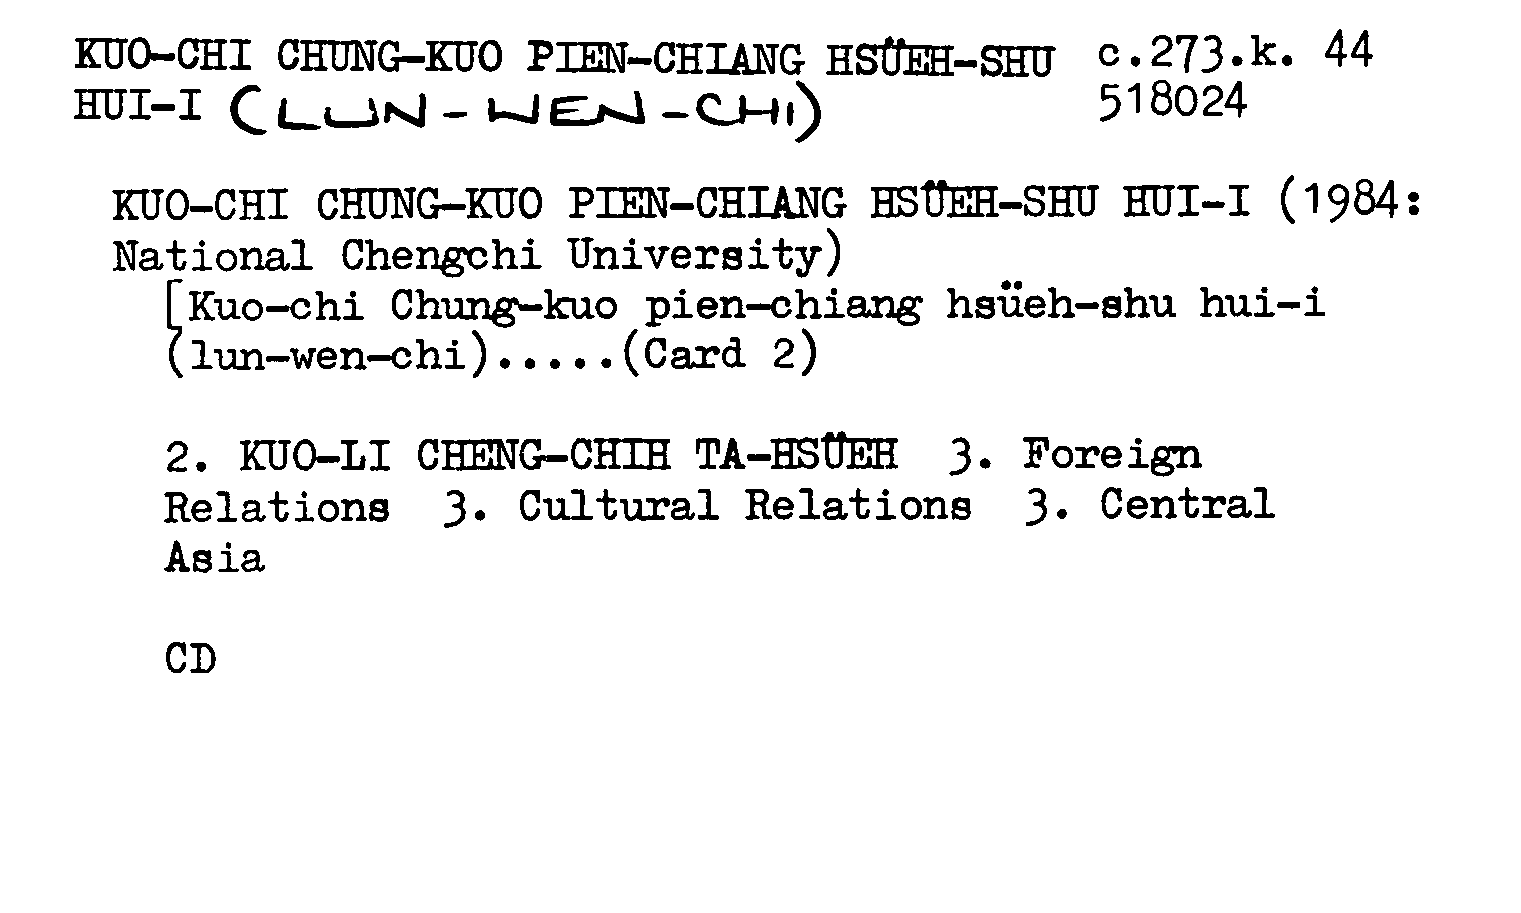 KUO-CHI CHUNG-KUO PIEN-CHIANG HSÜEH-SHU c.273.k. 44
HUI-I (LUN-WEN-CHI) 518024
KUO-CHI CHUNG-KUO PIEN-CHIANG HSÜEH-SHU HUI-I (1984:
National Chengchi University)
[Kuo-chi Chung-kuo pien-chiang hsüeh-shu hui-i
(lun-wen-chi).....(Card 2)
2. KUO-LI CHENG-CHIH TA-HSÜEH 3. Foreign
Relations 3. Cultural Relations 3. Central
Asia
CD